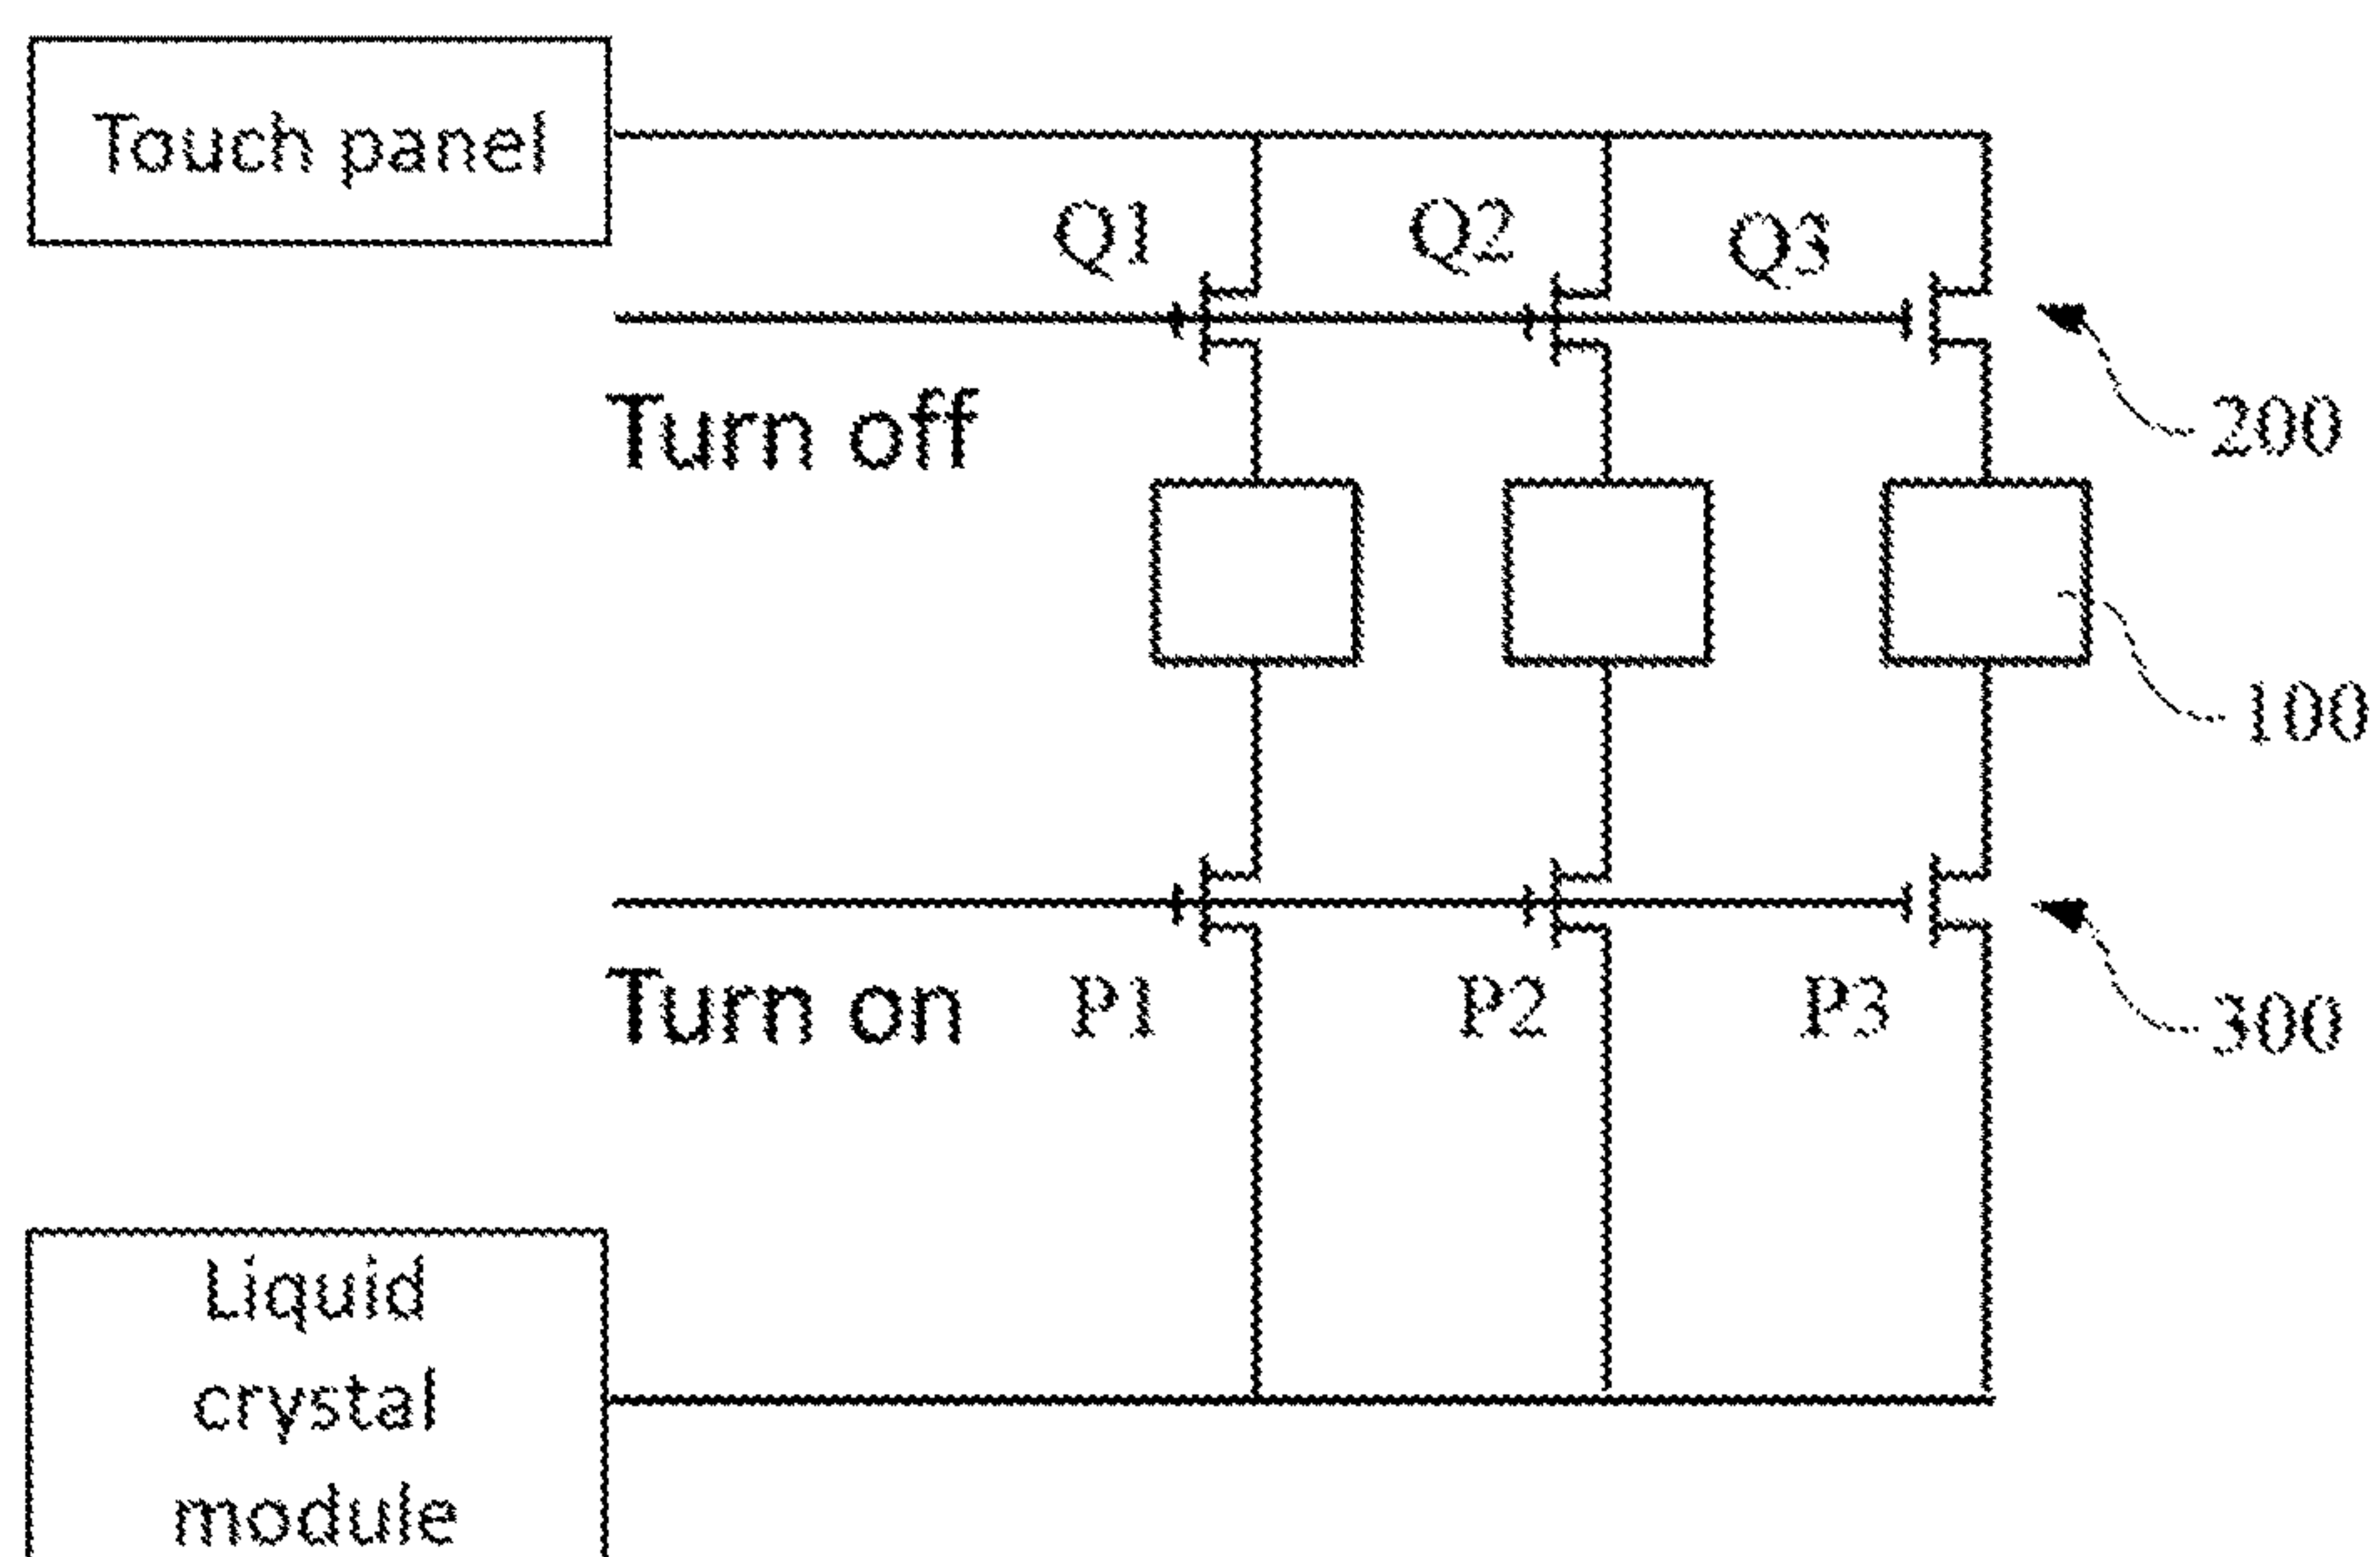 Touch panel
Q1
Q2
Q3
Turn off
200
100
Turn on
P1
P2
P3
300
Liquid
crystal
module